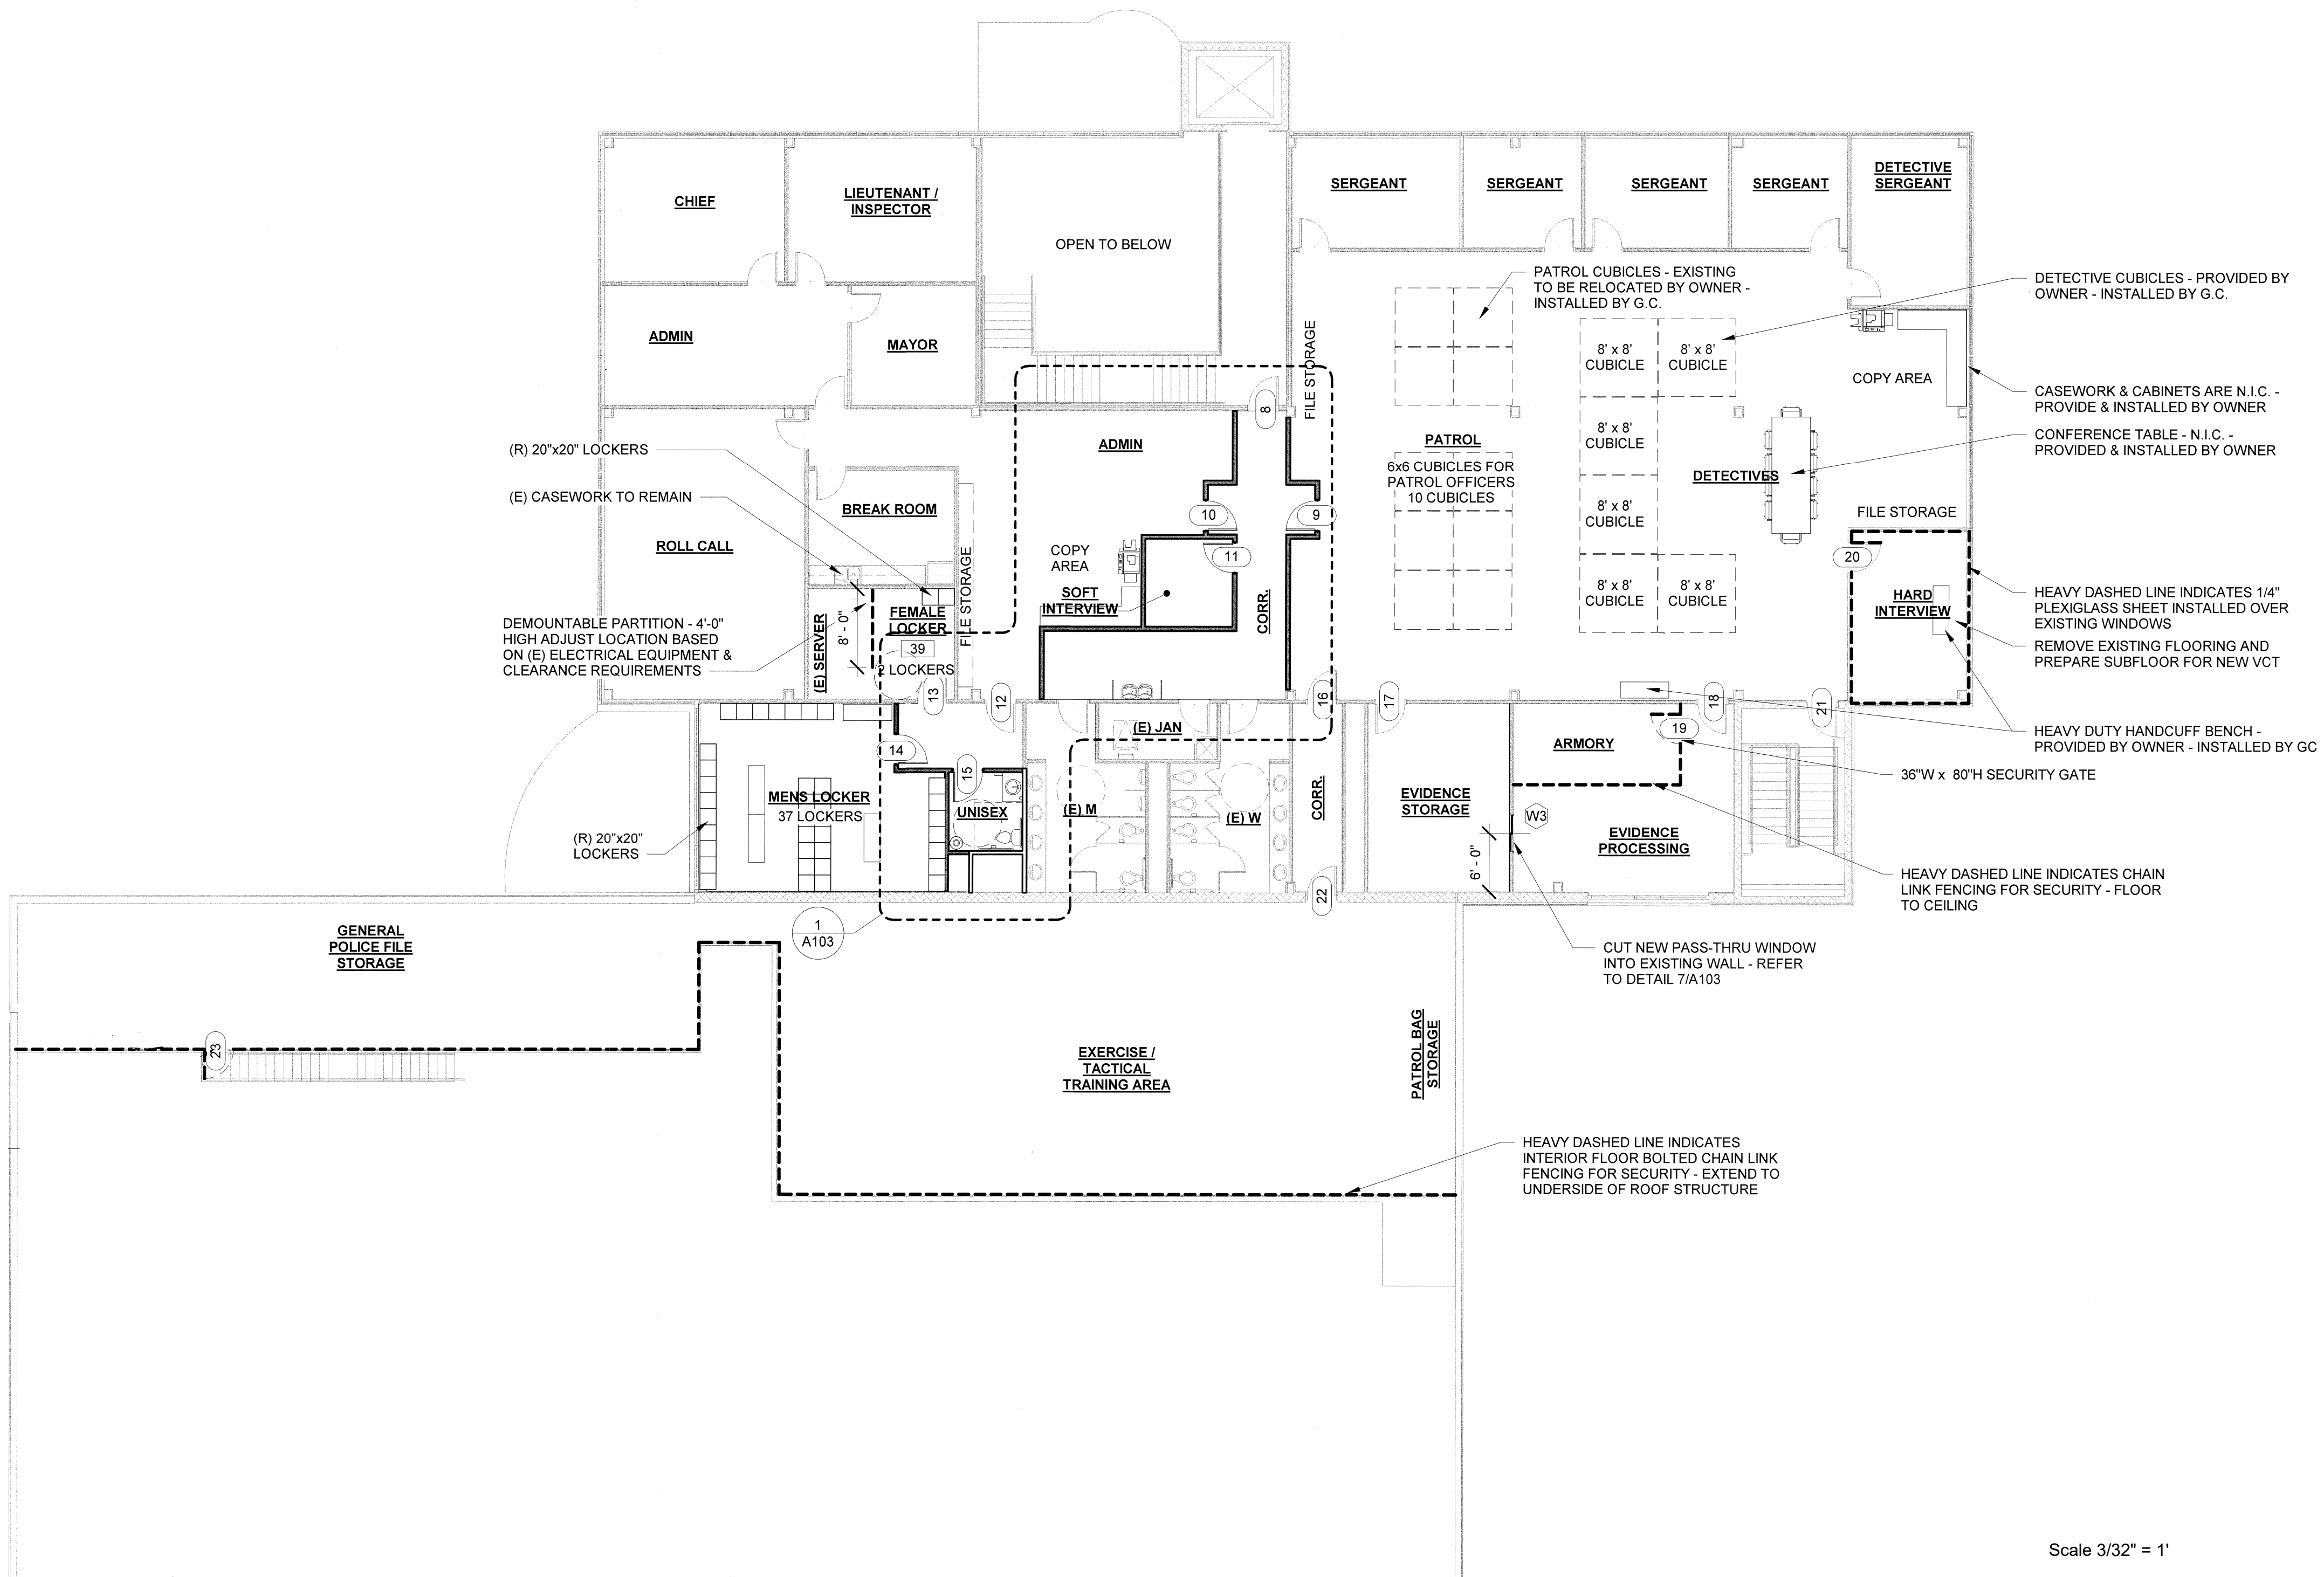 CHIEF
LIEUTENANT /
INSPECTOR
OPEN TO BELOW
SERGEANT
SERGEANT
SERGEANT
SERGEANT
DETECTIVE
SERGEANT
ADMIN
MAYOR
FILE STORAGE
PATROL CUBICLES - EXISTING
TO BE RELOCATED BY OWNER -
INSTALLED BY G.C.
DETECTIVE CUBICLES - PROVIDED BY
OWNER - INSTALLED BY G.C.
8' x 8'
CUBICLE
8' x 8'
CUBICLE
COPY AREA
CASEWORK & CABINETS ARE N.I.C. -
PROVIDE & INSTALLED BY OWNER
8
8' x 8'
CUBICLE
CONFERENCE TABLE - N.I.C. -
PROVIDED & INSTALLED BY OWNER
ADMIN
PATROL
6x6 CUBICLES FOR
PATROL OFFICERS
10 CUBICLES
DETECTIVES
(R) 20"x20" LOCKERS
(E) CASEWORK TO REMAIN
BREAK ROOM
ROLL CALL
10
9
8' x 8'
CUBICLE
FILE STORAGE
COPY
AREA
11
20
FILE STORAGE
SOFT
INTERVIEW
CORR.
8' x 8'
CUBICLE
8' x 8'
CUBICLE
HARD
INTERVIEW
HEAVY DASHED LINE INDICATES 1/4"
PLEXIGLASS SHEET INSTALLED OVER
EXISTING WINDOWS
REMOVE EXISTING FLOORING AND
PREPARE SUBFLOOR FOR NEW VCT
DEMOUNTABLE PARTITION - 4'-0"
HIGH ADJUST LOCATION BASED
ON (E) ELECTRICAL EQUIPMENT &
CLEARANCE REQUIREMENTS
(E) SERVER
8' - 0"
FEMALE
LOCKER
39
2 LOCKERS
13
12
16
17
18
21
HEAVY DUTY HANDCUFF BENCH -
PROVIDED BY OWNER - INSTALLED BY GC
14
(E) JAN
19
ARMORY
36"W x  80"H SECURITY GATE
15
MENS LOCKER
37 LOCKERS
UNISEX
(E) M
(E) W
CORR.
EVIDENCE
STORAGE
W3
EVIDENCE
PROCESSING
6' - 0"
(R) 20"x20"
LOCKERS
HEAVY DASHED LINE INDICATES CHAIN
LINK FENCING FOR SECURITY - FLOOR
TO CEILING
22
1
A103
GENERAL
POLICE FILE
STORAGE
CUT NEW PASS-THRU WINDOW
INTO EXISTING WALL - REFER
TO DETAIL 7/A103
23
EXERCISE /
TACTICAL
TRAINING AREA
PATROL BAG
STORAGE
HEAVY DASHED LINE INDICATES
INTERIOR FLOOR BOLTED CHAIN LINK
FENCING FOR SECURITY - EXTEND TO
UNDERSIDE OF ROOF STRUCTURE
Scale 3/32" = 1'